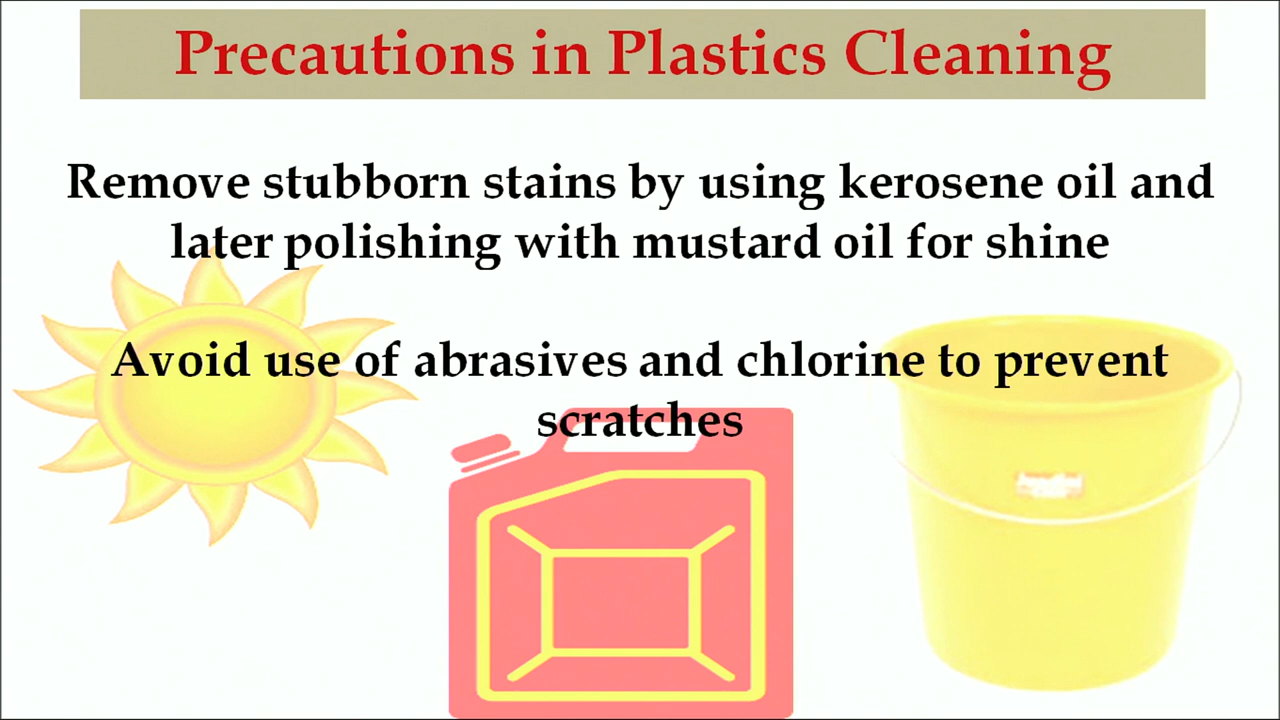 Precautions in Plastics Cleaning
Remove stubborn stains by using kerosene oil and
later polishing with mustard oil for shine
Avoid use of abrasives and chlorine to prevent
scratches